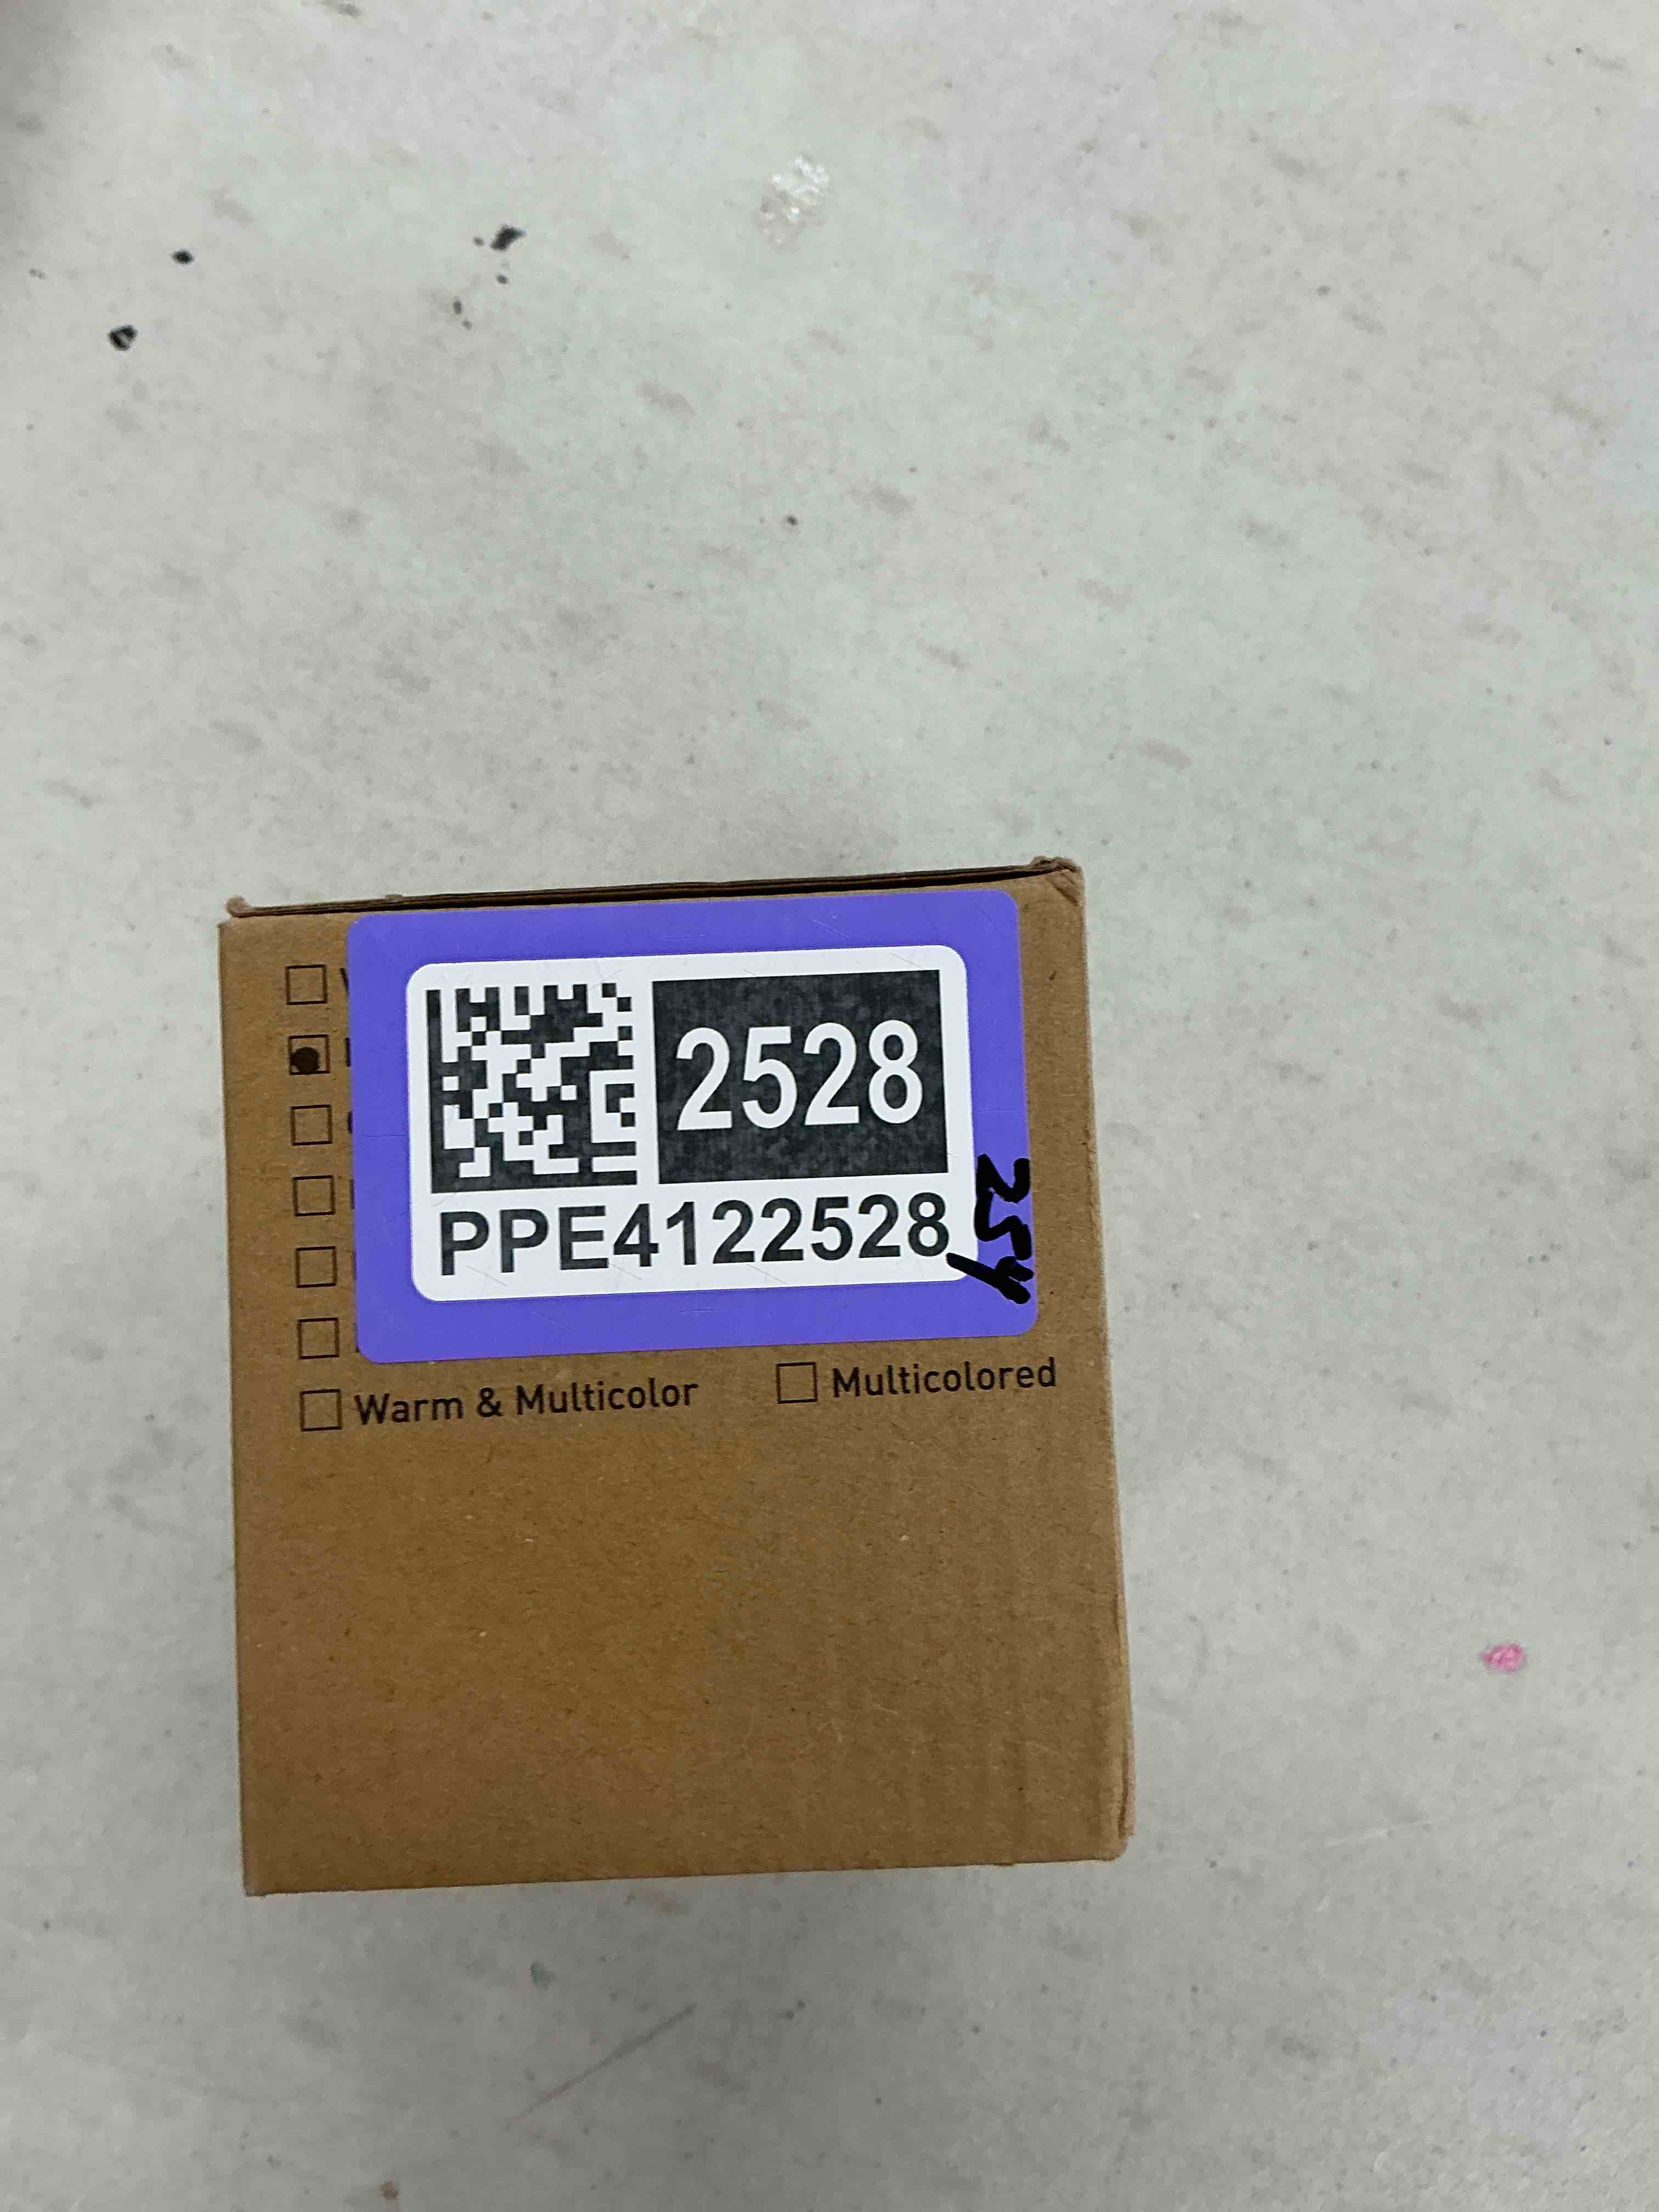 2528
PPE4122528
254
Warm & Multicolor
Multicolored